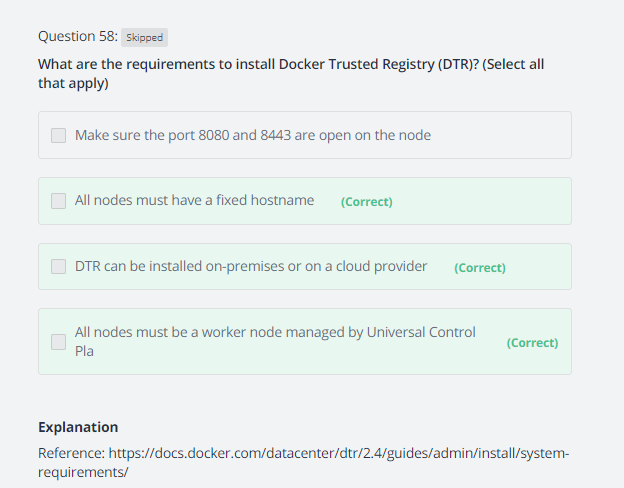 Question 58: Skipped
What are the requirements to install Docker Trusted Registry (DTR)? (Select all
that apply)
Make sure the port 8080 and 8443 are open on the node
All nodes must have a fixed hostname (Correct)
DTR can be installed on-premises or on a cloud provider (Correct)
All nodes must be a worker node managed by Universal Control
Pla (Correct)
Explanation
Reference: https://docs.docker.com/datacenter/dtr/2.4/guides/admin/install/system-
requirements/